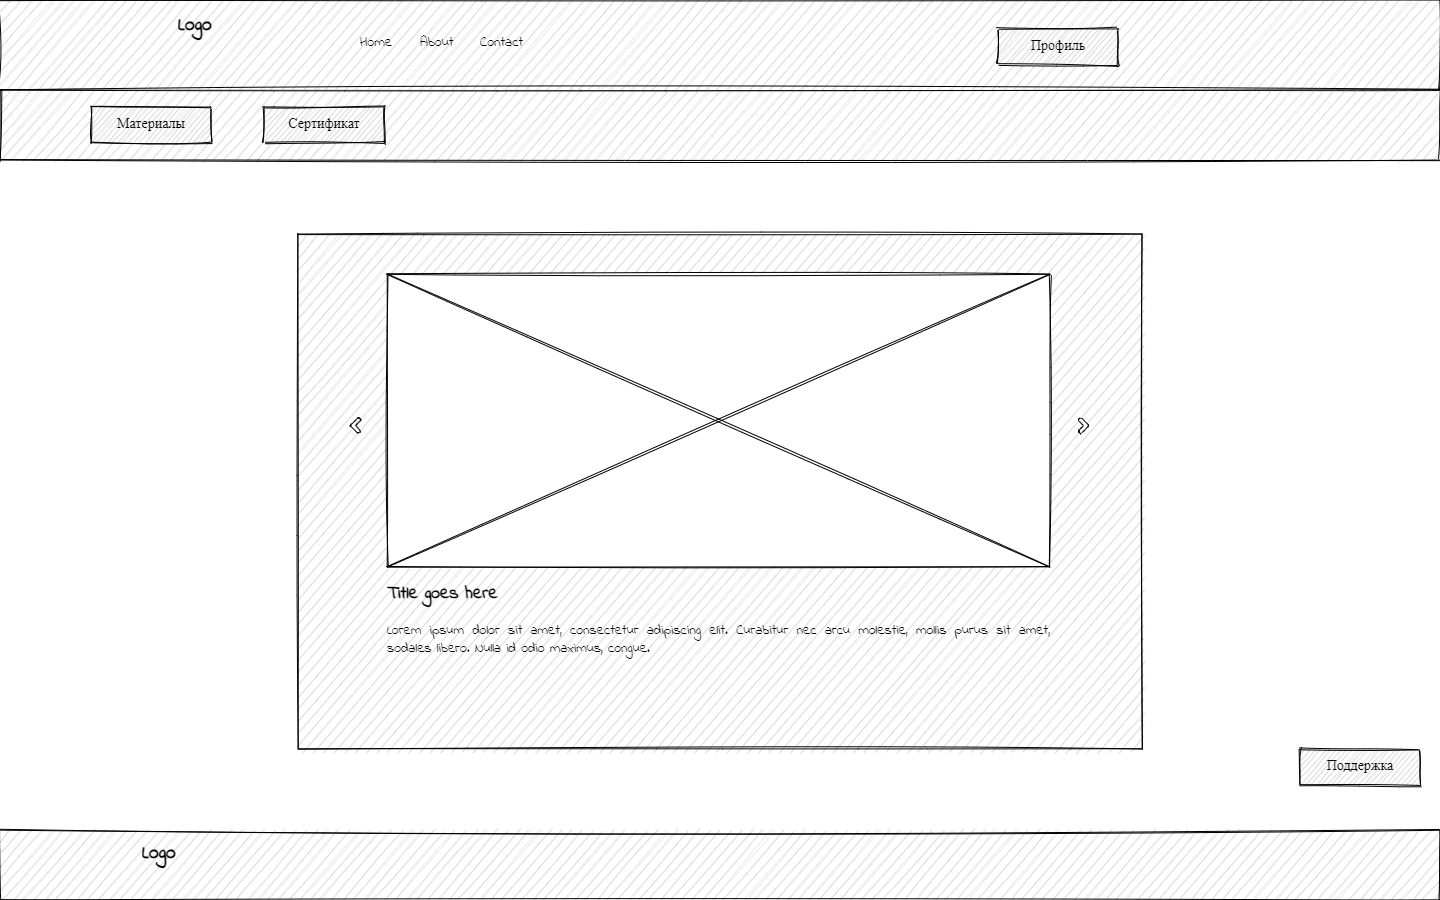 Logo
Home About Contact
Профиль
Материалы Сертификат
Title goes here
Lorem ipsum dolor sit amet, consectetur adipiscing elit. Curabitur nec arcu molestie, mollis purus sit amet,
sodales libero. Nulla id odio maximus, congue.
Поддержка
Logo